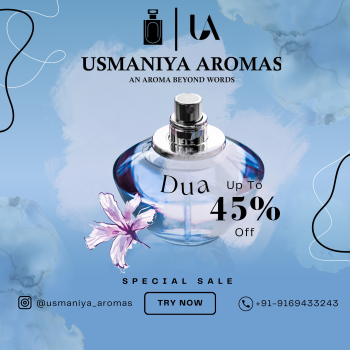 UA
USMANIYA AROMAS
AN AROMA BEYOND WORDS
Dua
Up To
45%
Off
SPECIAL SALE
@usmaniya_aromas
TRY NOW
+91-9169433243